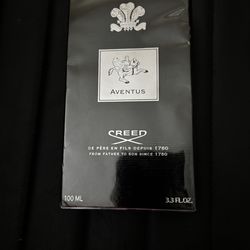 AVENTUS
CREED
DE PÈRE EN FILS DEPUIS 1760
FROM FATHER TO SON SINCE 1760
100 ML 3.3 FL.OZ.